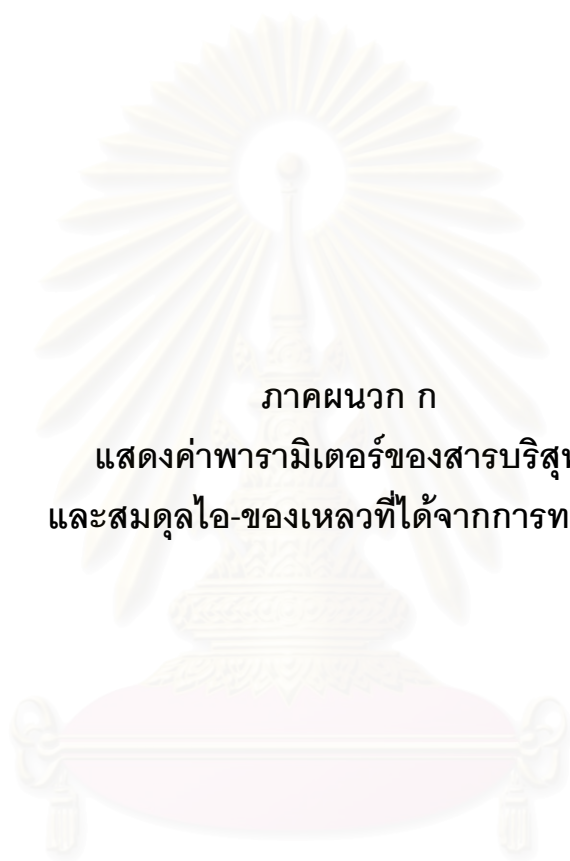 ภาคผนวก ก
แสดงค่าพารามิเตอร์ของสารบริสุ
และสมดุลไอ-ของเหลวที่ได้จากการท